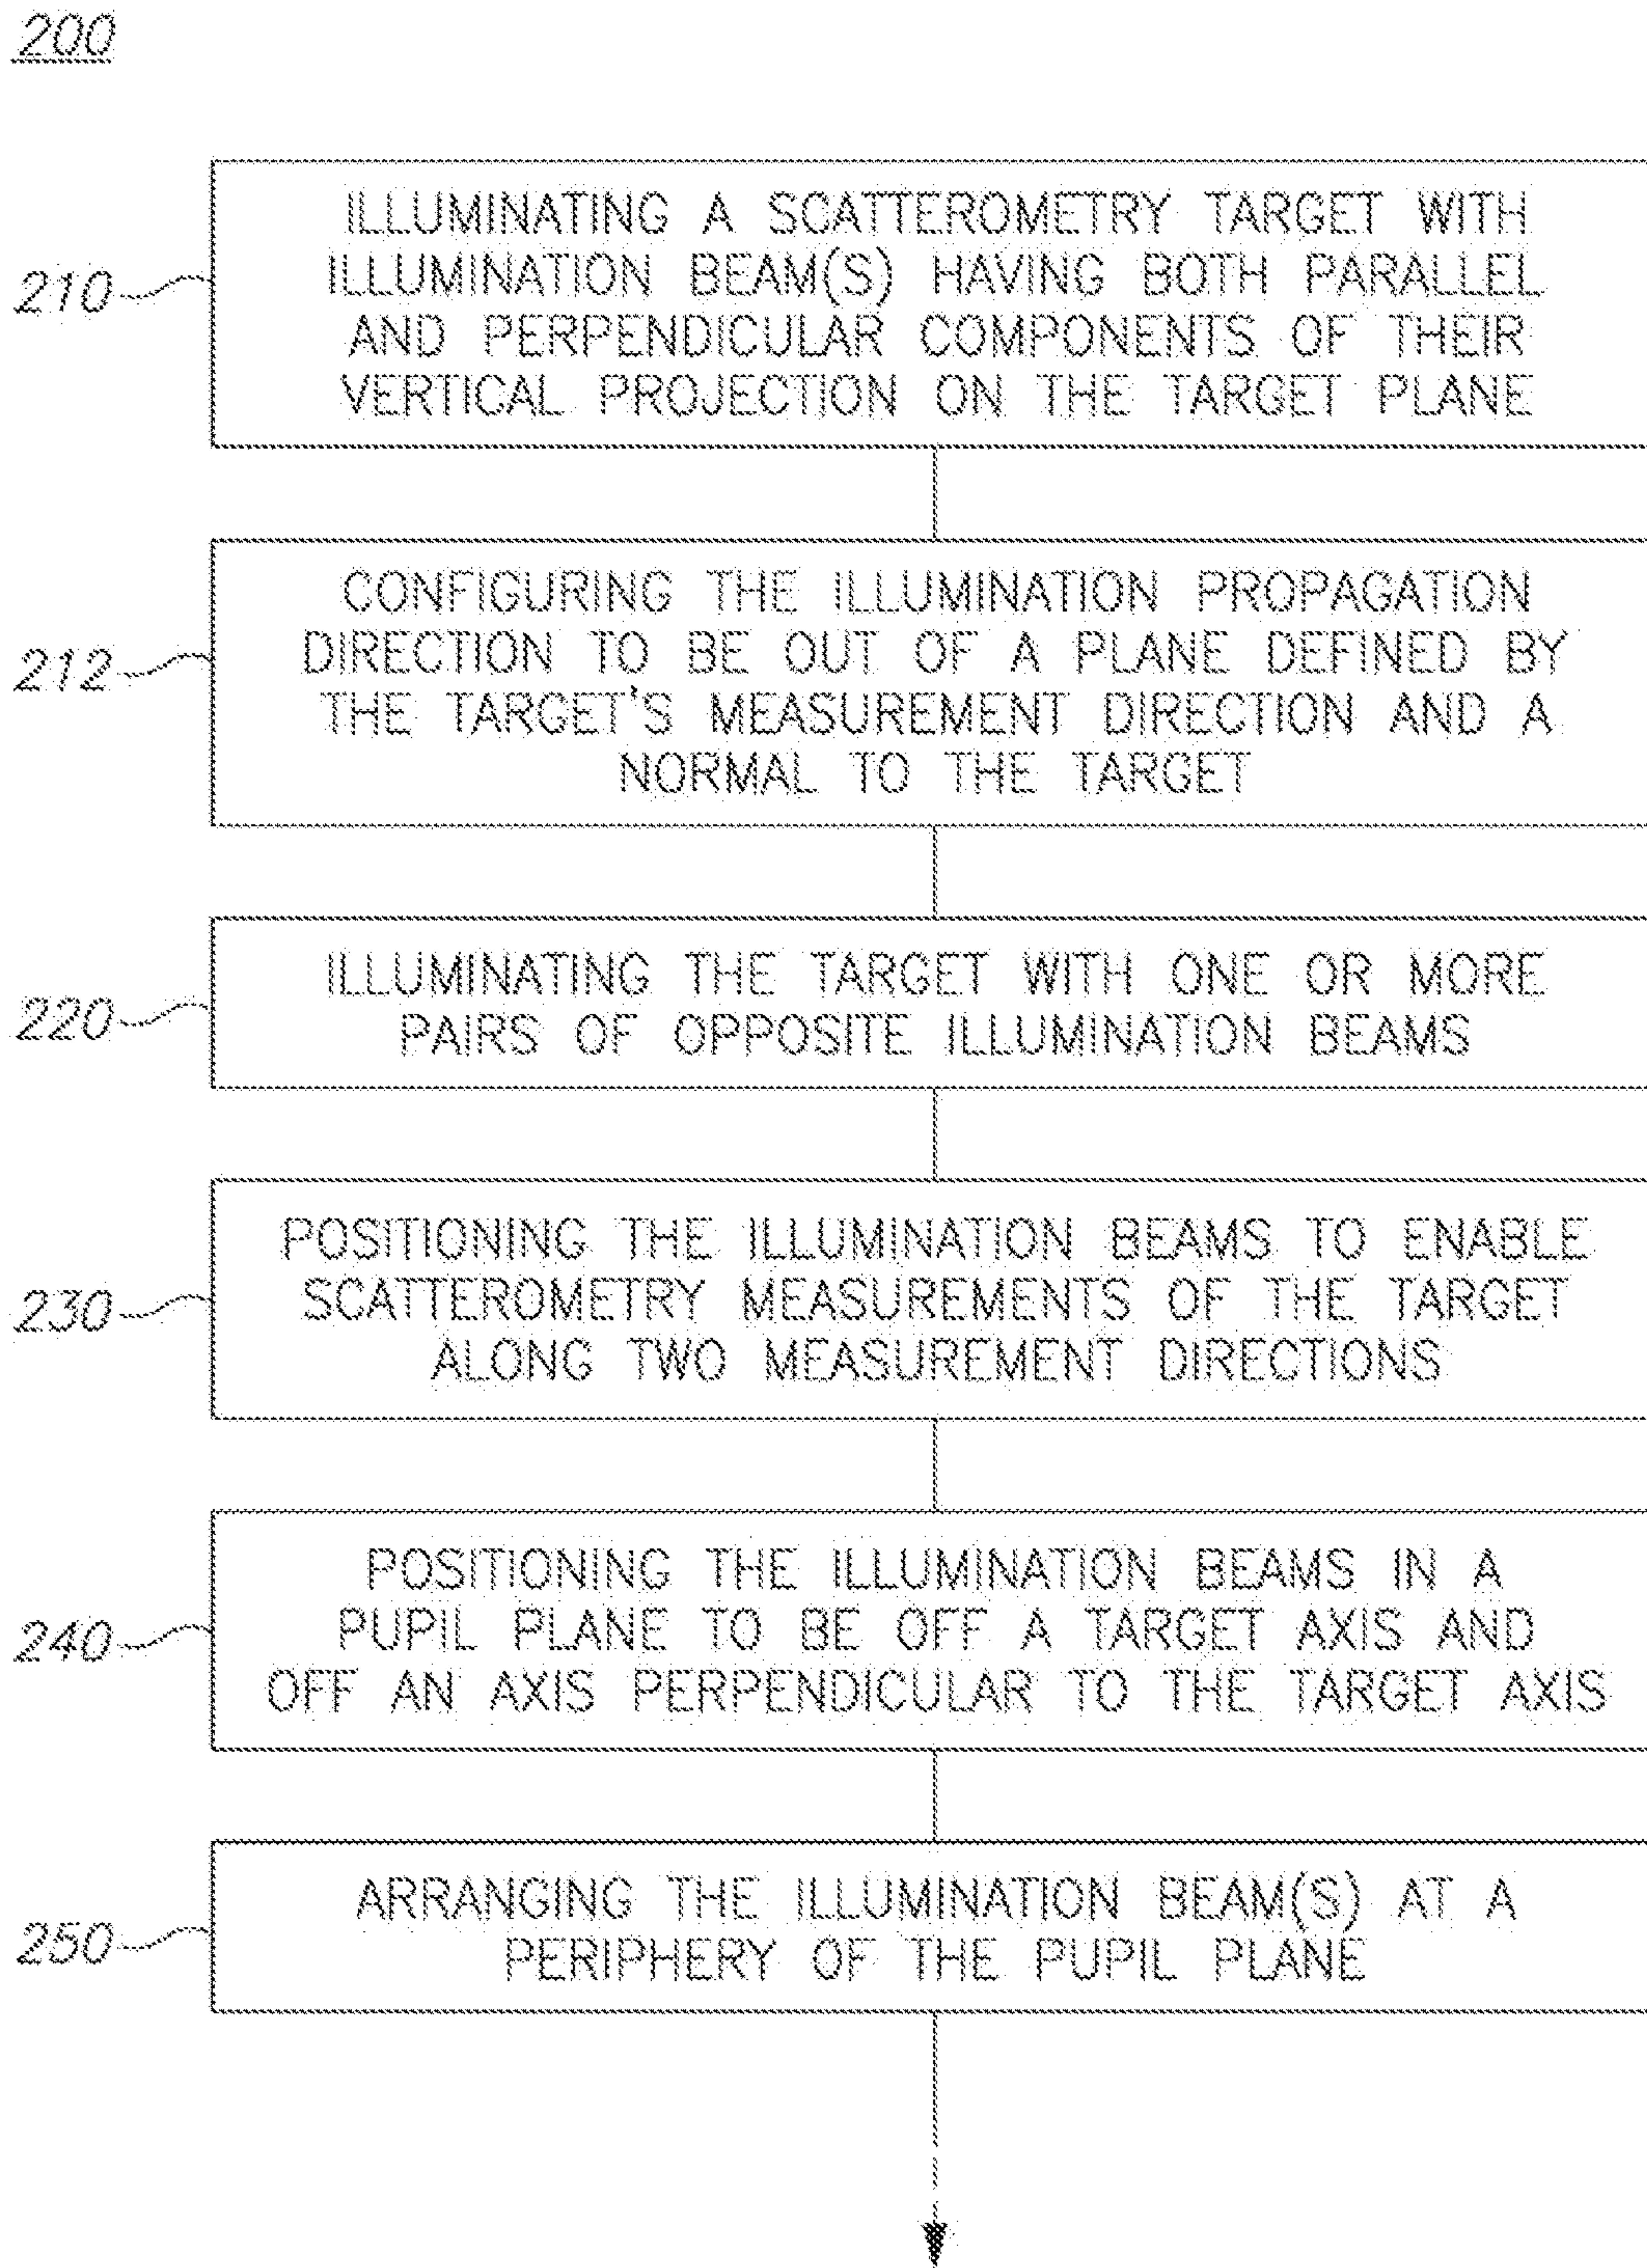 200
210
ILLUMINATING A SCATTEROMETRY TARGET WITH
ILLUMINATION BEAM(S) HAVING BOTH PARALLEL
AND PERPENDICULAR COMPONENTS OF THEIR
VERTICAL PROJECTION ON THE TARGET PLANE
212
CONFIGURING THE ILLUMINATION PROPAGATION
DIRECTION TO BE OUT OF A PLANE DEFINED BY
THE TARGET'S MEASUREMENT DIRECTION AND A
NORMAL TO THE TARGET
220
ILLUMINATING THE TARGET WITH ONE OR MORE
PAIRS OF OPPOSITE ILLUMINATION BEAMS
230
POSITIONING THE ILLUMINATION BEAMS TO ENABLE
SCATTEROMETRY MEASUREMENTS OF THE TARGET
ALONG TWO MEASUREMENT DIRECTIONS
240
POSITIONING THE ILLUMINATION BEAMS IN A
PUPIL PLANE TO BE OFF A TARGET AXIS AND
OFF AN AXIS PERPENDICULAR TO THE TARGET AXIS
250
ARRANGING THE ILLUMINATION BEAM(S) AT A
PERIPHERY OF THE PUPIL PLANE